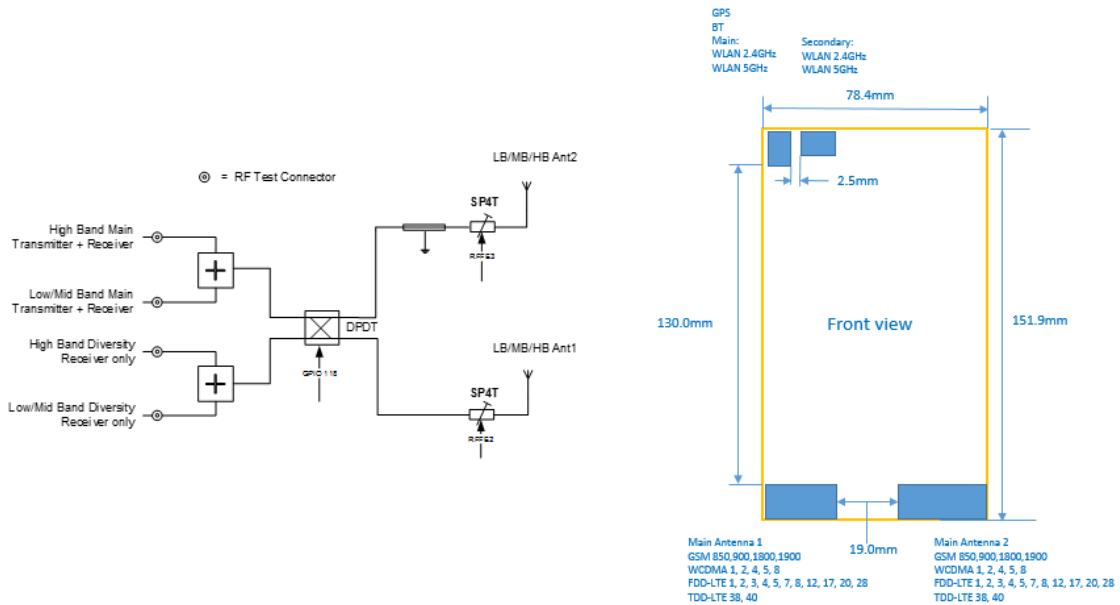 GPS
BT
Main:
WLAN 2.4GHz
WLAN 5GHz
Secondary:
WLAN 2.4GHz
WLAN 5GHz
78.4mm
2.5mm
130.0mm
Front view
151.9mm
19.0mm
Main Antenna 1
GSM 850,900,1800,1900
WCDMA 1, 2, 4, 5, 8
FDD-LTE 1, 2, 3, 4, 5, 7, 8, 12, 17, 20, 28
TDD-LTE 38, 40
Main Antenna 2
GSM 850,900,1800,1900
WCDMA 1, 2, 4, 5, 8
FDD-LTE 1, 2, 3, 4, 5, 7, 8, 12, 17, 20, 28
TDD-LTE 38, 40
= RF Test Connector
High Band Main
Transmitter + Receiver
Low/Mid Band Main
Transmitter + Receiver
High Band Diversity
Receiver only
Low/Mid Band Diversity
Receiver only
DPDT
LB/MB/HB Ant2
SP4T
LB/MB/HB Ant1
SP4T